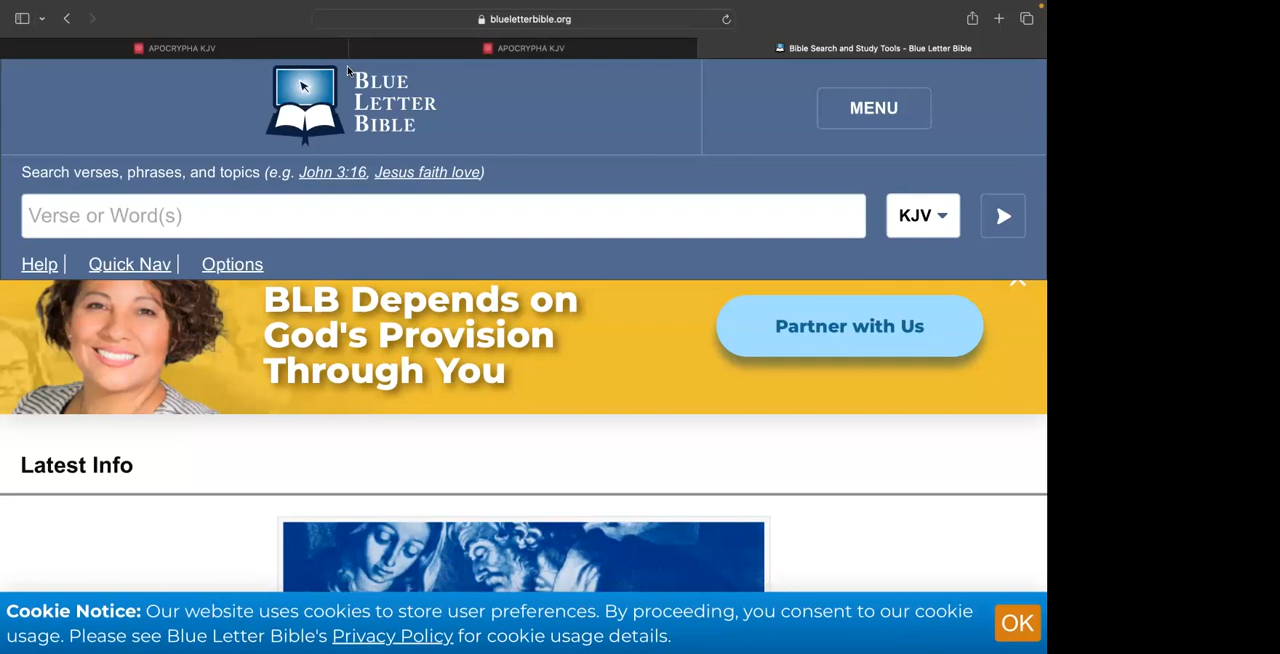 blueletterbible.org
APOCRYPHA KJV
APOCRYPHA KJV
Bible Search and Study Tools - Blue Letter Bible
BLUE
LETTER
BIBLE
MENU
Search verses, phrases, and topics (e.g. John 3:16, Jesus faith love)
Verse or Word(s)
KJV
Help | Quick Nav | Options
BLB Depends on
God's Provision
Through You
Partner with Us
Latest Info
Cookie Notice: Our website uses cookies to store user preferences. By proceeding, you consent to our cookie
usage. Please see Blue Letter Bible's Privacy Policy for cookie usage details.
OK